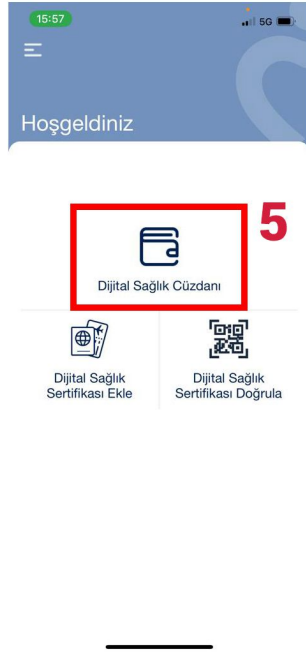 15:57
5G
Hoşgeldiniz
5
Dijital Sağlık Cüzdanı
Dijital Sağlık
Sertifikası Ekle
Dijital Sağlık
Sertifikası Doğrula